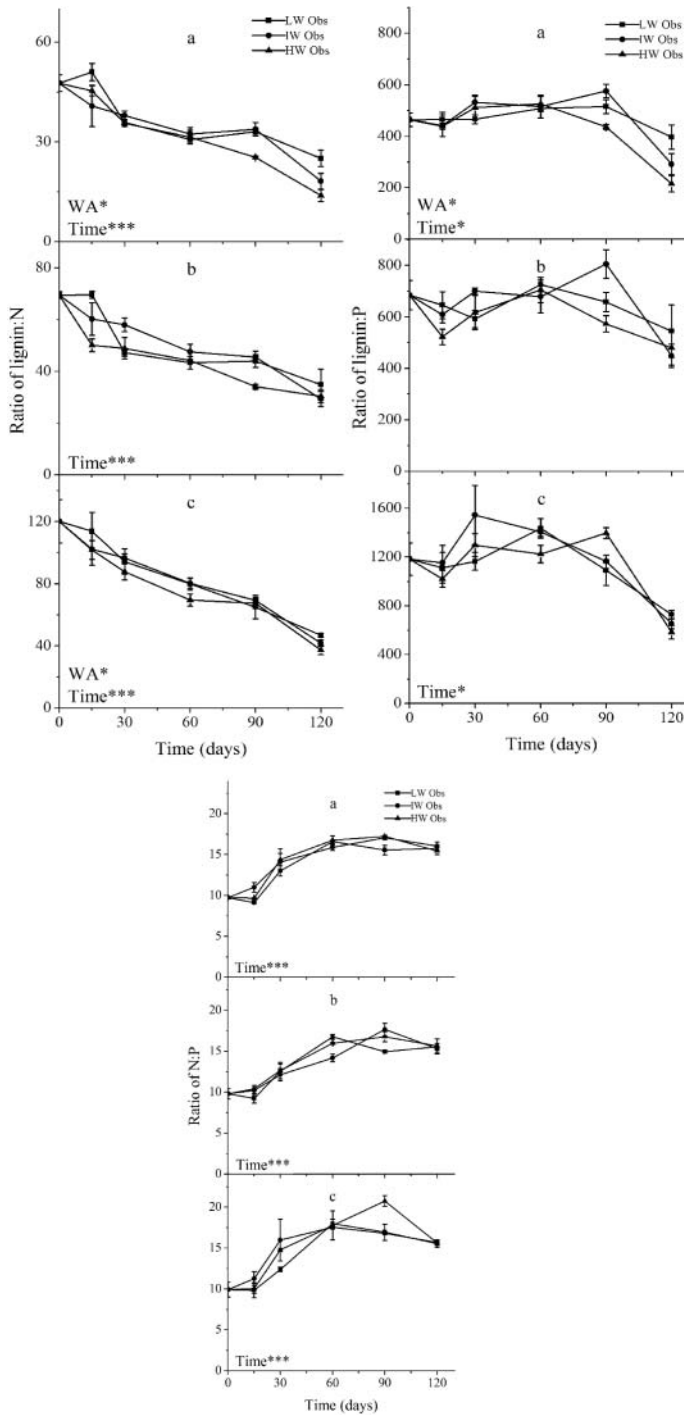 a
LW Obs
IW Obs
HW Obs
60
30
0
WA*
Time***
b
80
40
0
Time***
c
120
80
40
0
WA*
Time***
Ratio of lignin:N
0 30 60 90 120
Time (days)
a
LW Obs
IW Obs
HW Obs
800
600
400
200
0
WA*
Time*
b
800
600
400
200
0
c
1600
1200
800
400
0
Time*
Ratio of lignin:P
0 30 60 90 120
Time (days)
a
LW Obs
IW Obs
HW Obs
20
15
10
5
0
Time***
b
20
15
10
5
0
Time***
c
20
15
10
5
0
Time***
Ratio of N:P
0 30 60 90 120
Time (days)